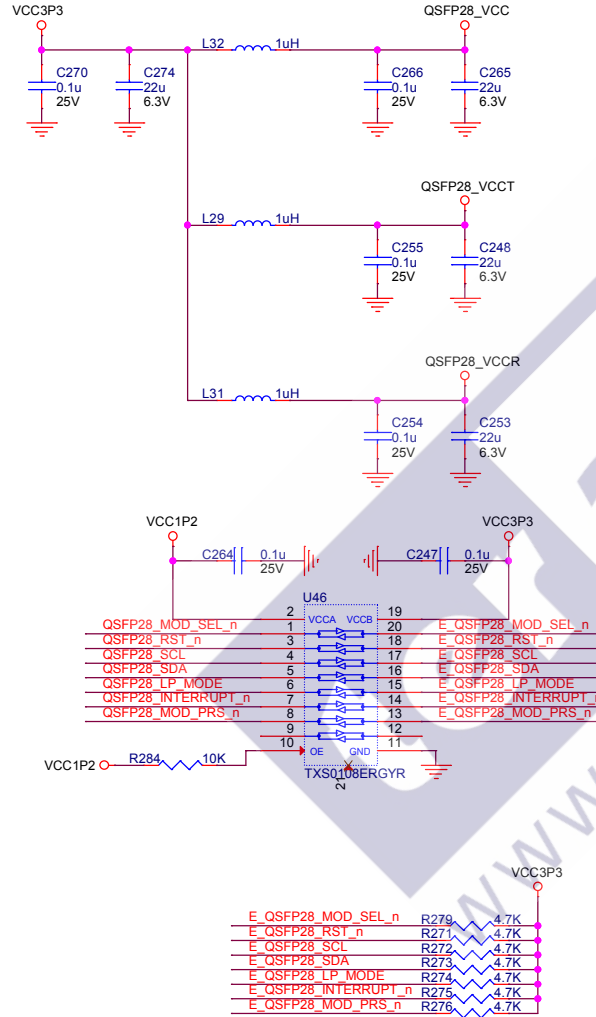 VCC3P3
QSFP28_VCC
L32 1uH
C270
0.1u
25V
C274
22u
6.3V
C266
0.1u
25V
C265
22u
6.3V
QSFP28_VCCT
L29 1uH
C255
0.1u
25V
C248
22u
6.3V
QSFP28_VCCR
L31 1uH
C254
0.1u
25V
C253
22u
6.3V
VCC1P2
VCC3P3
C264 0.1u
25V
C247 0.1u
25V
U46
2 VCCA VCCB 19
QSFP28_MOD_SEL_n 1 20 E_QSFP28_MOD_SEL_n
QSFP28_RST_n 3 18 E_QSFP28_RST_n
QSFP28_SCL 4 17 E_QSFP28_SCL
QSFP28_SDA 5 16 E_QSFP28_SDA
QSFP28_LP_MODE 6 15 E_QSFP28_LP_MODE
QSFP28_INTERRUPT_n 7 14 E_QSFP28_INTERRUPT_n
QSFP28_MOD_PRS_n 8 13 E_QSFP28_MOD_PRS_n
9 12
10 OE GND 11
VCC1P2 R284 10K
TXS0108ERGYR
21
VCC3P3
E_QSFP28_MOD_SEL_n R279 4.7K
E_QSFP28_RST_n R271 4.7K
E_QSFP28_SCL R272 4.7K
E_QSFP28_SDA R273 4.7K
E_QSFP28_LP_MODE R274 4.7K
E_QSFP28_INTERRUPT_n R275 4.7K
E_QSFP28_MOD_PRS_n R276 4.7K